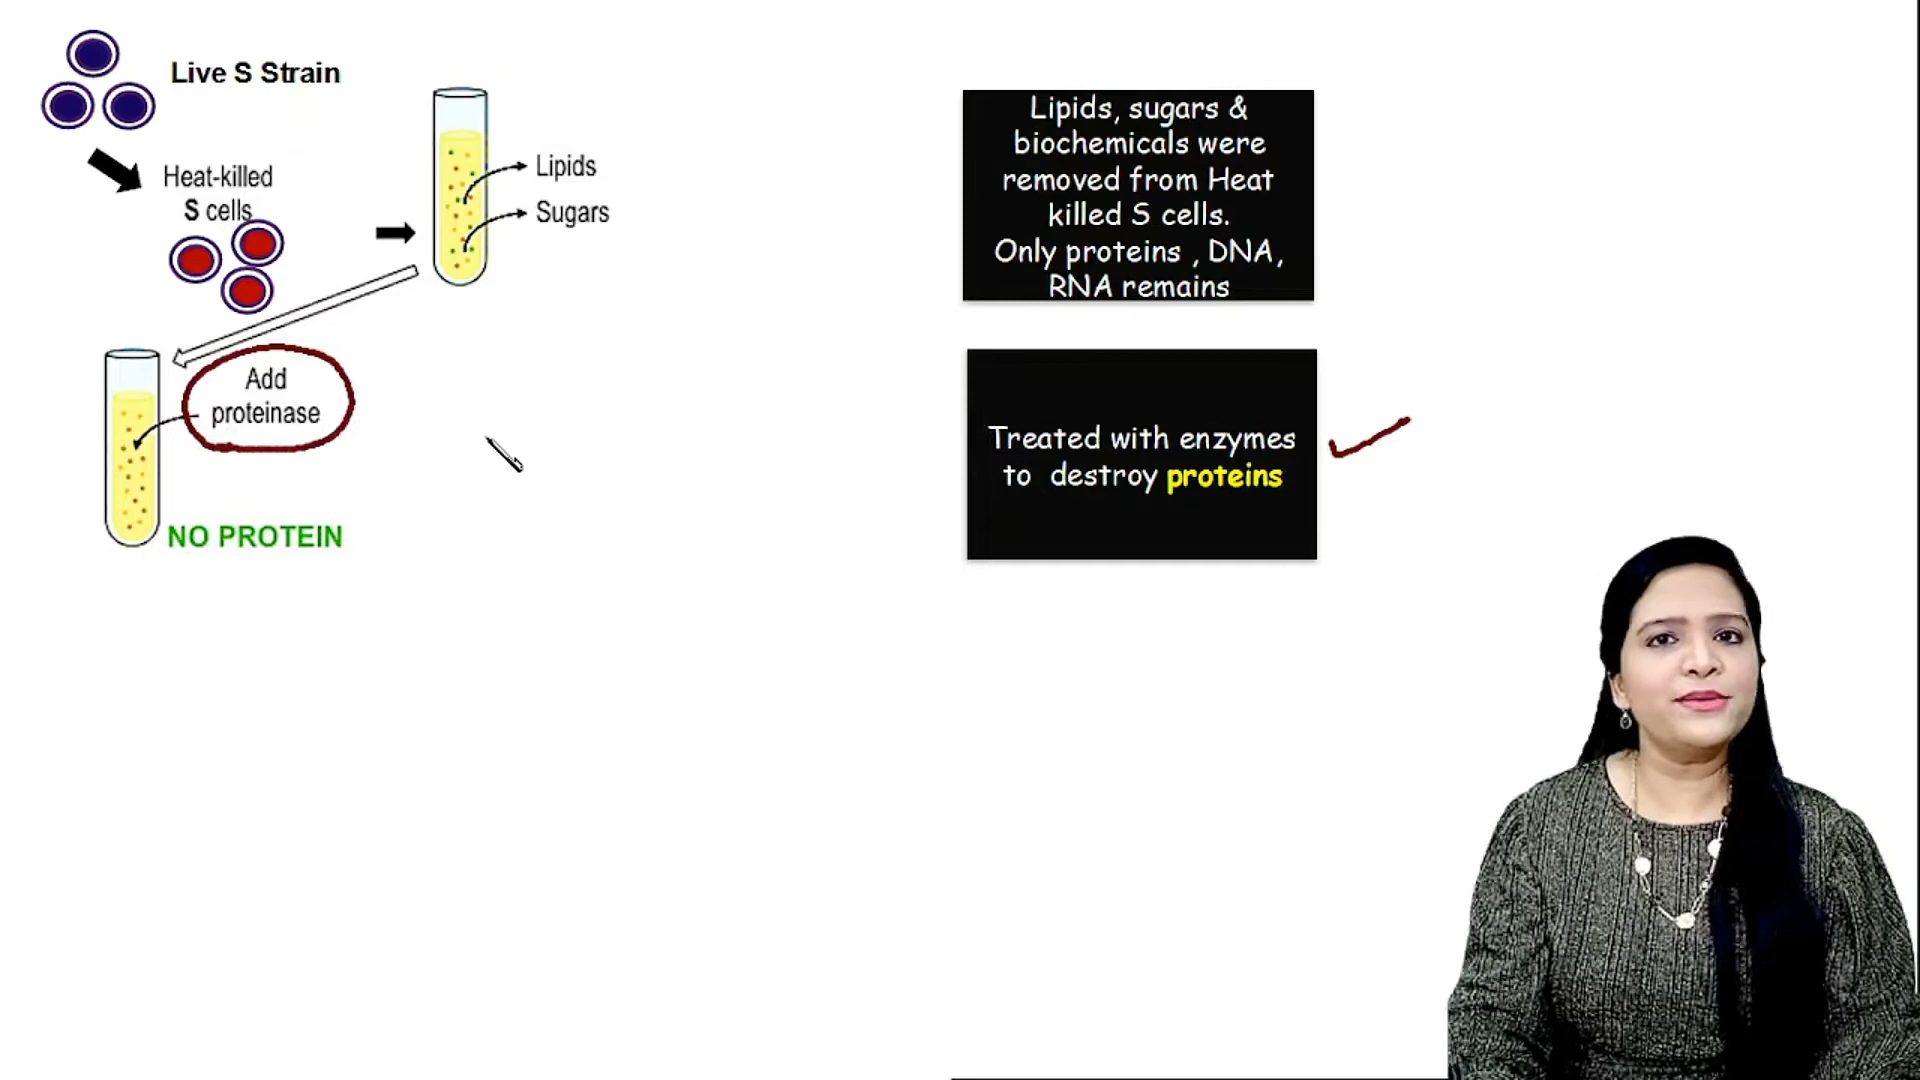 Live S Strain
Heat-killed
S cells
Lipids
Sugars
Add
proteinase
NO PROTEIN
Lipids, sugars &
biochemicals were
removed from Heat
killed S cells.
Only proteins , DNA,
RNA remains
Treated with enzymes
to destroy proteins